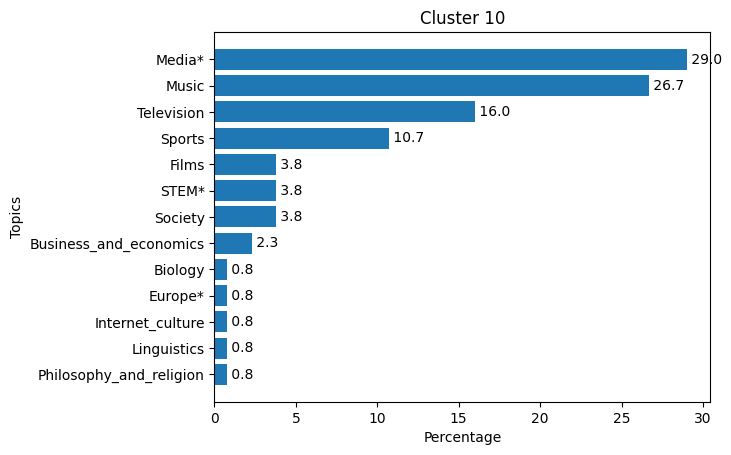 Cluster 10
Topics
Media* 29.0
Music 26.7
Television 16.0
Sports 10.7
Films 3.8
STEM* 3.8
Society 3.8
Business_and_economics 2.3
Biology 0.8
Europe* 0.8
Internet_culture 0.8
Linguistics 0.8
Philosophy_and_religion 0.8
0 5 10 15 20 25 30
Percentage